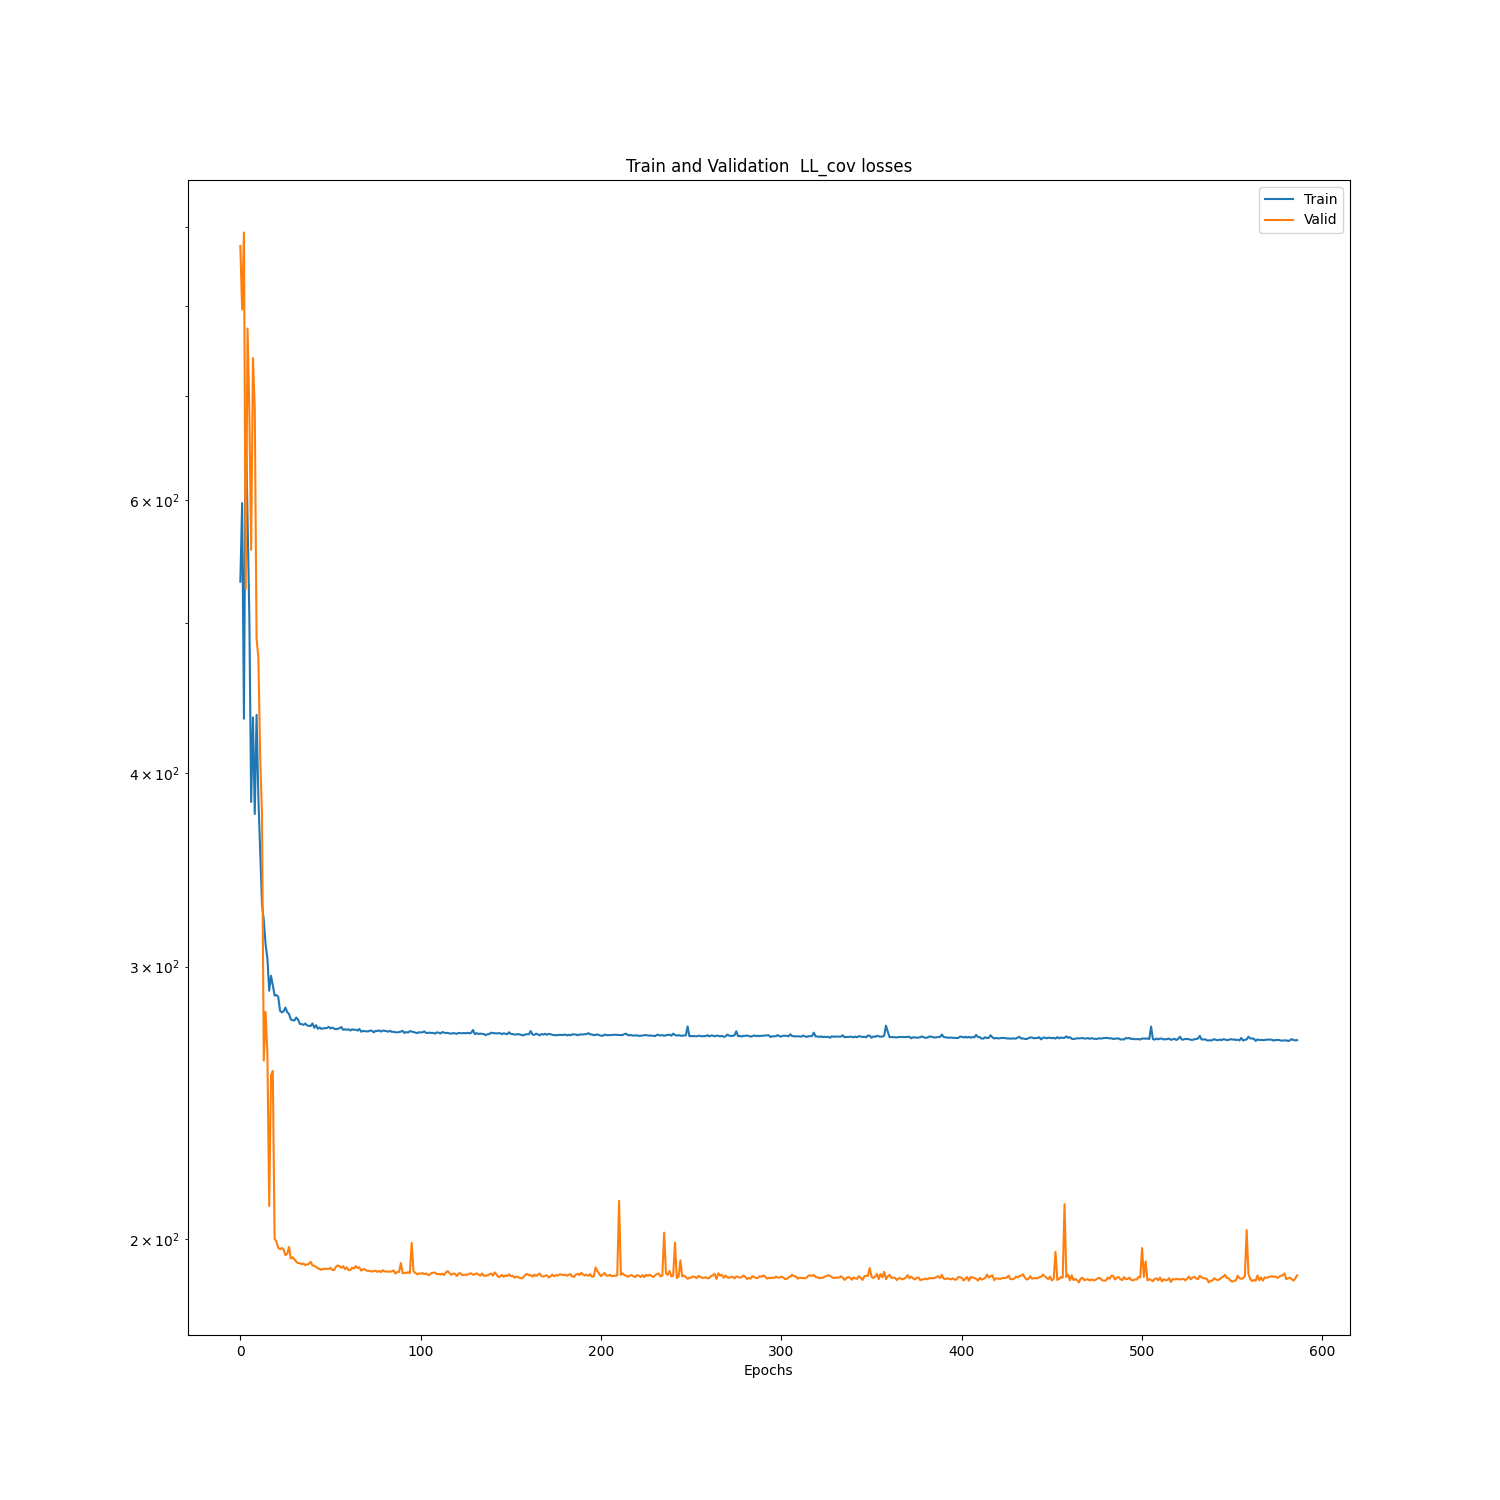 Train and Validation  LL_cov losses
Train
Valid
6 × 10²
4 × 10²
3 × 10²
2 × 10²
0 100 200 300 400 500 600
Epochs